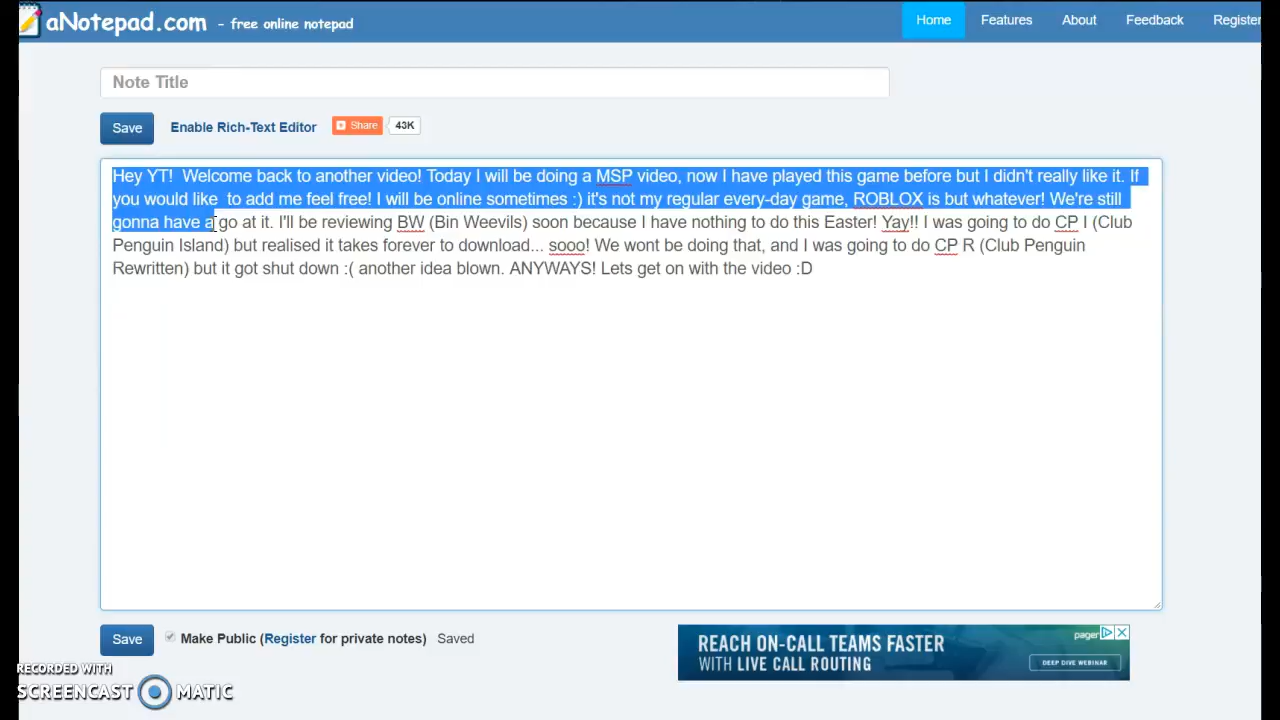 aNotepad.com - free online notepad
Home Features About Feedback Register
Note Title
Save Enable Rich-Text Editor Share 43K
Hey YT!  Welcome back to another video! Today I will be doing a MSP video, now I have played this game before but I didn't really like it. If
you would like  to add me feel free! I will be online sometimes :) it's not my regular every-day game, ROBLOX is but whatever! We're still
gonna have a go at it. I'll be reviewing BW (Bin Weevils) soon because I have nothing to do this Easter! Yay!! I was going to do CP I (Club
Penguin Island) but realised it takes forever to download... sooo! We wont be doing that, and I was going to do CP R (Club Penguin
Rewritten) but it got shut down :( another idea blown. ANYWAYS! Lets get on with the video :D
Save Make Public (Register for private notes) Saved
REACH ON-CALL TEAMS FASTER
WITH LIVE CALL ROUTING
pager
DEEP DIVE WEBINAR
RECORDED WITH
SCREENCAST MATIC